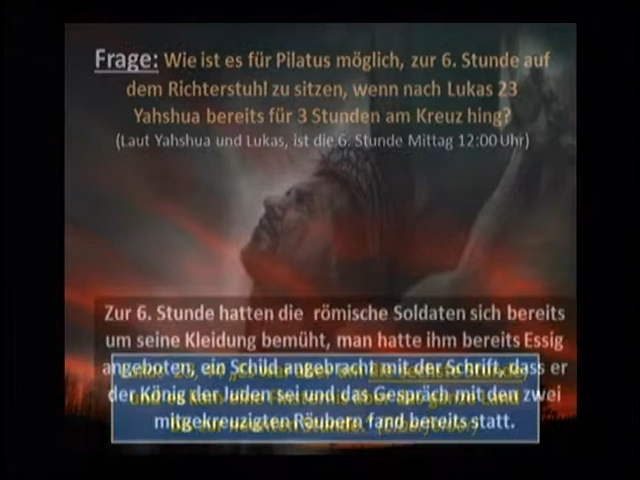 Frage: Wie ist es für Pilatus möglich, zur 6. Stunde auf
dem Richterstuhl zu sitzen, wenn nach Lukas 23
Yahshua bereits für 3 Stunden am Kreuz hing?
(Laut Yahshua und Lukas, ist die 6. Stunde Mittag 12:00 Uhr)
Zur 6. Stunde hatten die römische Soldaten sich bereits
um seine Kleidung bemüht, man hatte ihm bereits Essig
angeboten, ein Schild angebracht mit der Schrift, dass er
der König der Juden sei und das Gespräch mit den zwei
mitgekreuzigten Räubern fand bereits statt.